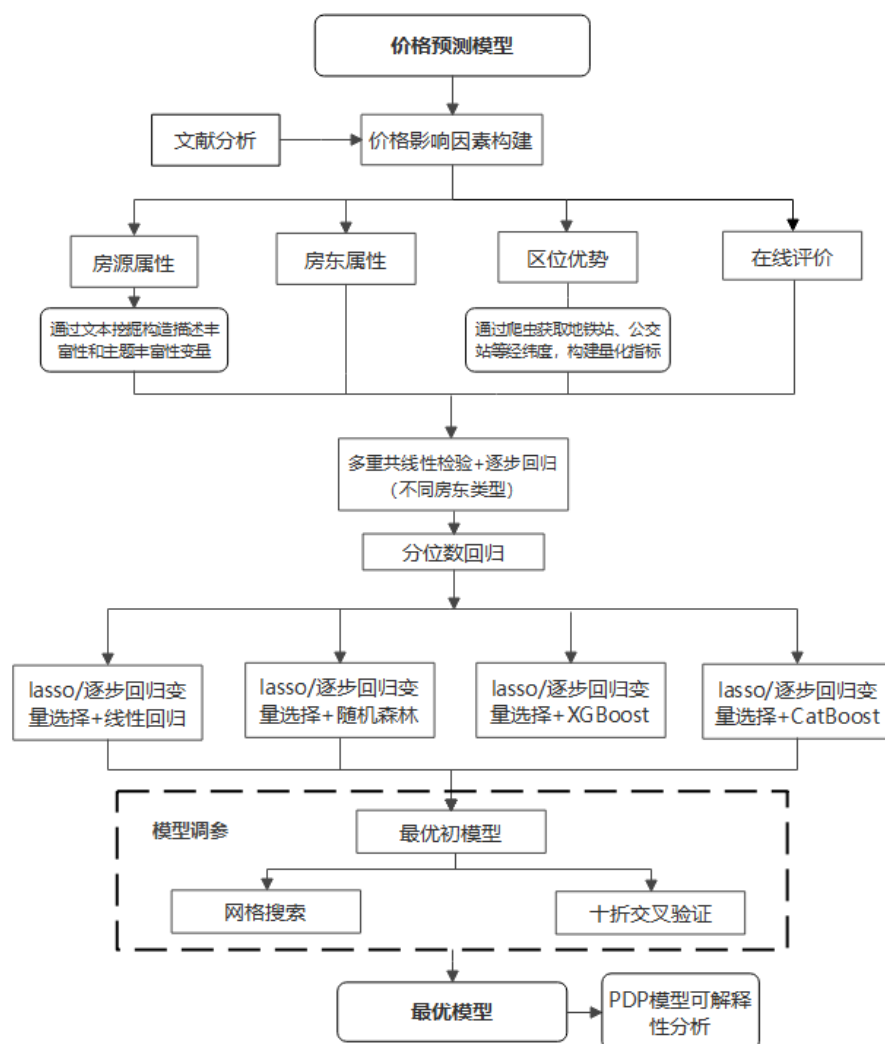 价格预测模型
文献分析
价格影响因素构建
房源属性
房东属性
区位优势
在线评价
通过文本挖掘构造描述丰
富性和主题丰富性变量
通过爬虫获取地铁站、公交
站等经纬度，构建量化指标
多重共线性检验+逐步回归
（不同房东类型）
分位数回归
lasso/逐步回归变
量选择+线性回归
lasso/逐步回归变
量选择+随机森林
lasso/逐步回归变
量选择+XGBoost
lasso/逐步回归变
量选择+CatBoost
模型调参
最优初模型
网格搜索
十折交叉验证
最优模型
PDP模型可解释
性分析